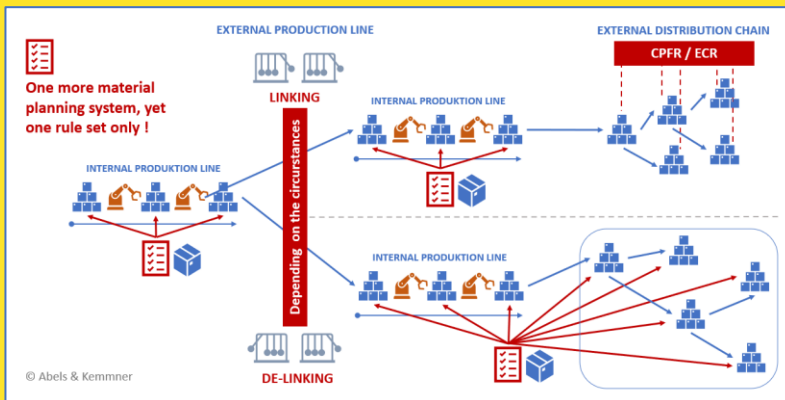 EXTERNAL PRODUCTION LINE
EXTERNAL DISTRIBUTION CHAIN
CPFR / ECR
One more material
planning system, yet
one rule set only !
LINKING
INTERNAL PRODUKTION LINE
INTERNAL PRODUKTION LINE
Depending on the circurstances
INTERNAL PRODUKTION LINE
DE-LINKING
© Abels & Kemmner